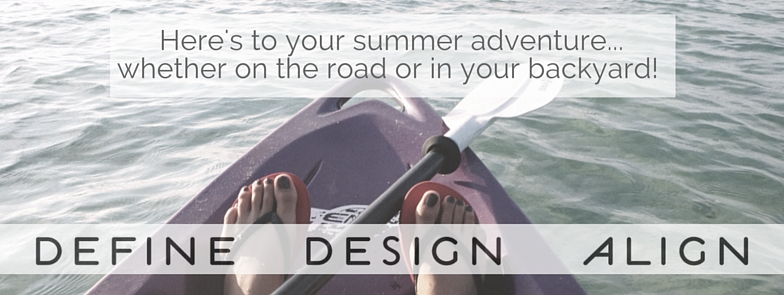 Here's to your summer adventure...
whether on the road or in your backyard!
DEFINE DESIGN ALIGN